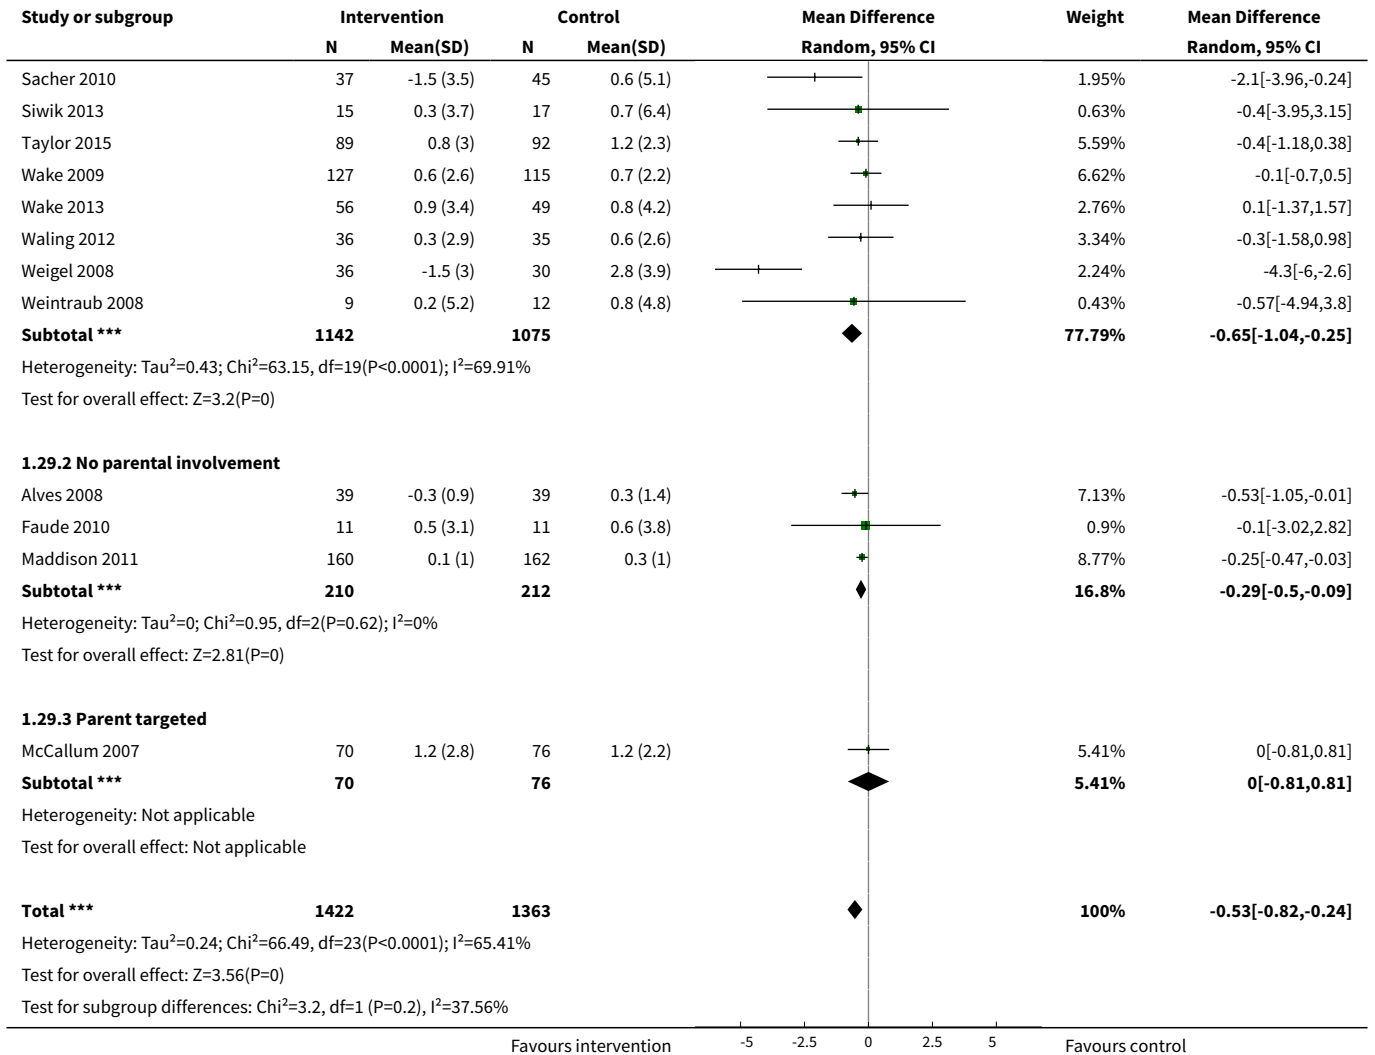 Study or subgroup Intervention Control Mean Difference Weight Mean Difference
N Mean(SD) N Mean(SD) Random, 95% CI Random, 95% CI
Sacher 2010 37 -1.5 (3.5) 45 0.6 (5.1) 1.95% -2.1[-3.96,-0.24]
Siwik 2013 15 0.3 (3.7) 17 0.7 (6.4) 0.63% -0.4[-3.95,3.15]
Taylor 2015 89 0.8 (3) 92 1.2 (2.3) 5.59% -0.4[-1.18,0.38]
Wake 2009 127 0.6 (2.6) 115 0.7 (2.2) 6.62% -0.1[-0.7,0.5]
Wake 2013 56 0.9 (3.4) 49 0.8 (4.2) 2.76% 0.1[-1.37,1.57]
Waling 2012 36 0.3 (2.9) 35 0.6 (2.6) 3.34% -0.3[-1.58,0.98]
Weigel 2008 36 -1.5 (3) 30 2.8 (3.9) 2.24% -4.3[-6,-2.6]
Weintraub 2008 9 0.2 (5.2) 12 0.8 (4.8) 0.43% -0.57[-4.94,3.8]
Subtotal *** 1142 1075 77.79% -0.65[-1.04,-0.25]
Heterogeneity: Tau²=0.43; Chi²=63.15, df=19(P<0.0001); I²=69.91%
Test for overall effect: Z=3.2(P=0)
1.29.2 No parental involvement
Alves 2008 39 -0.3 (0.9) 39 0.3 (1.4) 7.13% -0.53[-1.05,-0.01]
Faude 2010 11 0.5 (3.1) 11 0.6 (3.8) 0.9% -0.1[-3.02,2.82]
Maddison 2011 160 0.1 (1) 162 0.3 (1) 8.77% -0.25[-0.47,-0.03]
Subtotal *** 210 212 16.8% -0.29[-0.5,-0.09]
Heterogeneity: Tau²=0; Chi²=0.95, df=2(P=0.62); I²=0%
Test for overall effect: Z=2.81(P=0)
1.29.3 Parent targeted
McCallum 2007 70 1.2 (2.8) 76 1.2 (2.2) 5.41% 0[-0.81,0.81]
Subtotal *** 70 76 5.41% 0[-0.81,0.81]
Heterogeneity: Not applicable
Test for overall effect: Not applicable
Total *** 1422 1363 100% -0.53[-0.82,-0.24]
Heterogeneity: Tau²=0.24; Chi²=66.49, df=23(P<0.0001); I²=65.41%
Test for overall effect: Z=3.56(P=0)
Test for subgroup differences: Chi²=3.2, df=1 (P=0.2), I²=37.56%
Favours intervention -5 -2.5 0 2.5 5 Favours control